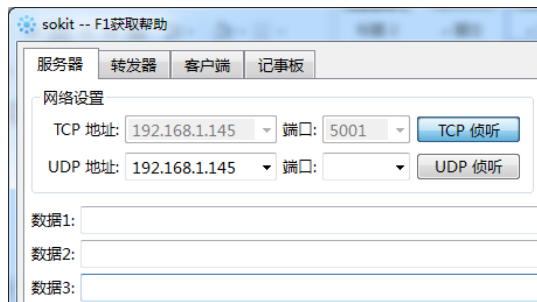 sokit -- F1获取帮助
服务器 转发器 客户端 记事板
网络设置
TCP 地址: 192.168.1.145 端口: 5001 TCP 侦听
UDP 地址: 192.168.1.145 端口: UDP 侦听
数据1:
数据2:
数据3: